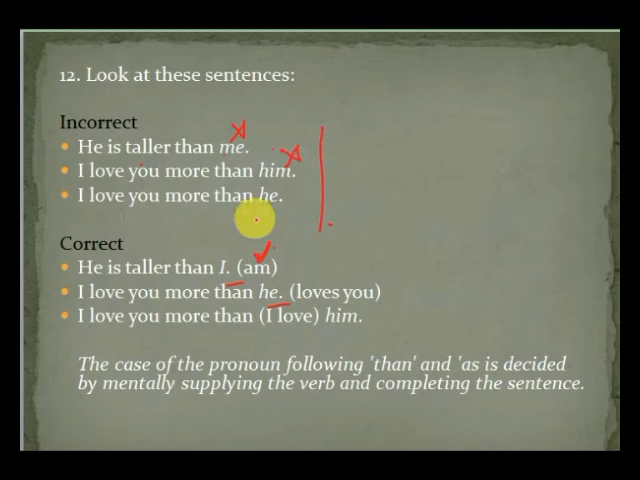 12. Look at these sentences:
Incorrect
• He is taller than me.
• I love you more than him.
• I love you more than he.
Correct
• He is taller than I. (am)
• I love you more than he. (loves you)
• I love you more than (I love) him.
The case of the pronoun following 'than' and 'as is decided
by mentally supplying the verb and completing the sentence.